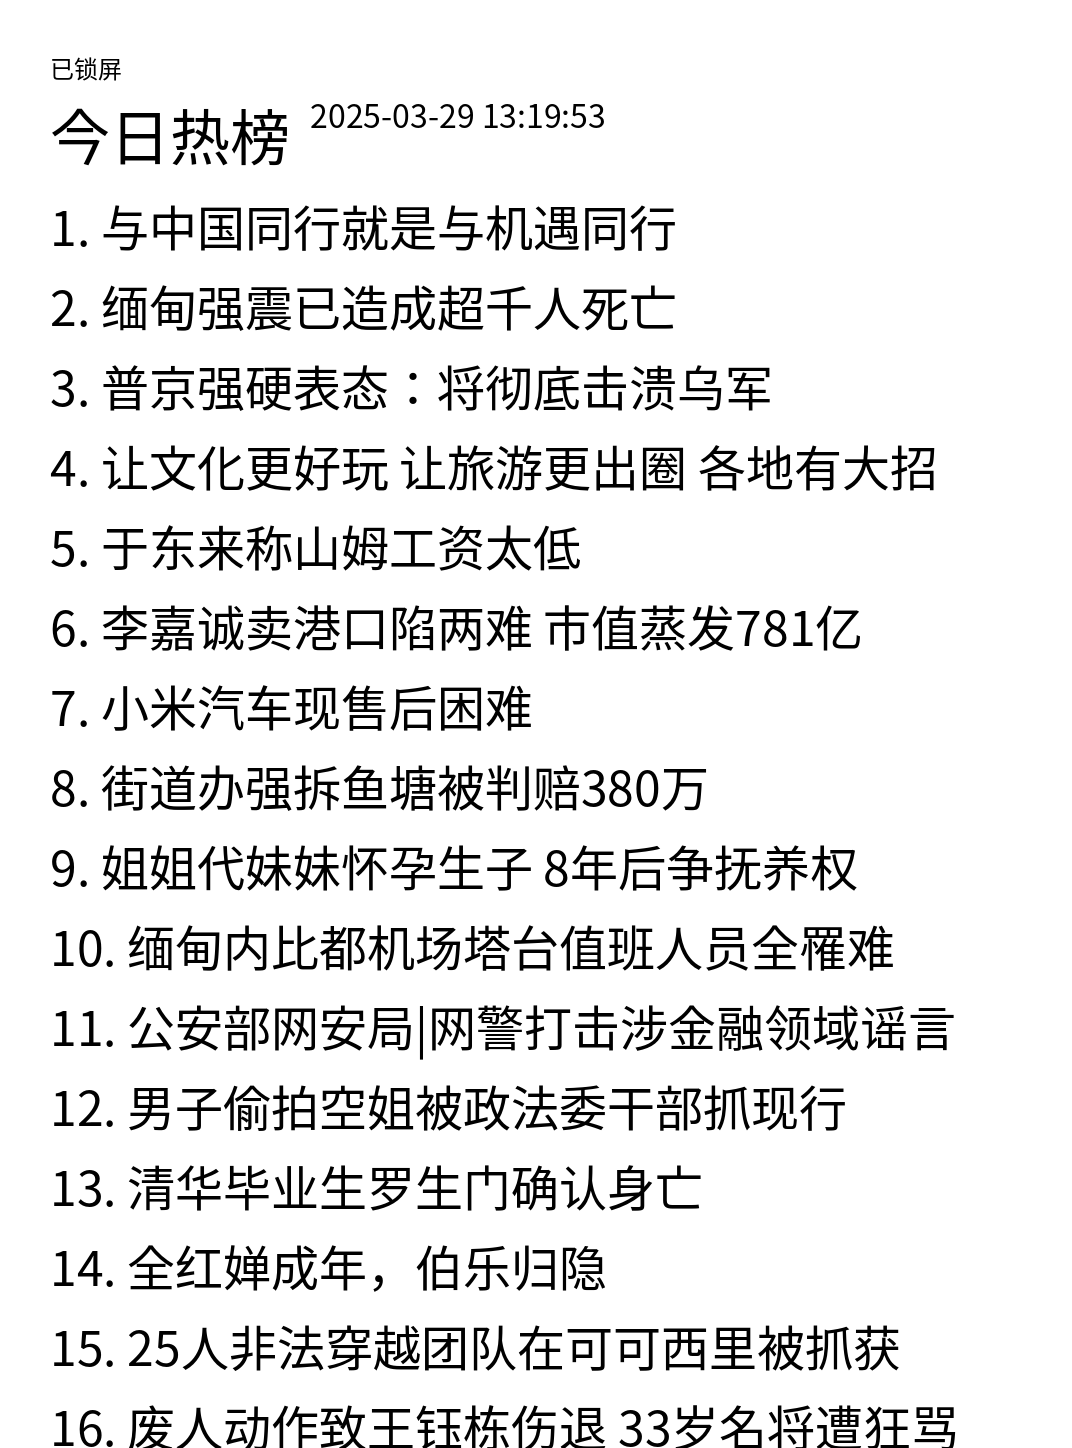 已锁屏
今日热榜 2025-03-29 13:19:53
1. 与中国同行就是与机遇同行
2. 缅甸强震已造成超千人死亡
3. 普京强硬表态：将彻底击溃乌军
4. 让文化更好玩 让旅游更出圈 各地有大招
5. 于东来称山姆工资太低
6. 李嘉诚卖港口陷两难 市值蒸发781亿
7. 小米汽车现售后困难
8. 街道办强拆鱼塘被判赔380万
9. 姐姐代妹妹怀孕生子 8年后争抚养权
10. 缅甸内比都机场塔台值班人员全罹难
11. 公安部网安局|网警打击涉金融领域谣言
12. 男子偷拍空姐被政法委干部抓现行
13. 清华毕业生罗生门确认身亡
14. 全红婵成年，伯乐归隐
15. 25人非法穿越团队在可可西里被抓获
16. 废人动作致王钰栋伤退 33岁名将遭狂骂